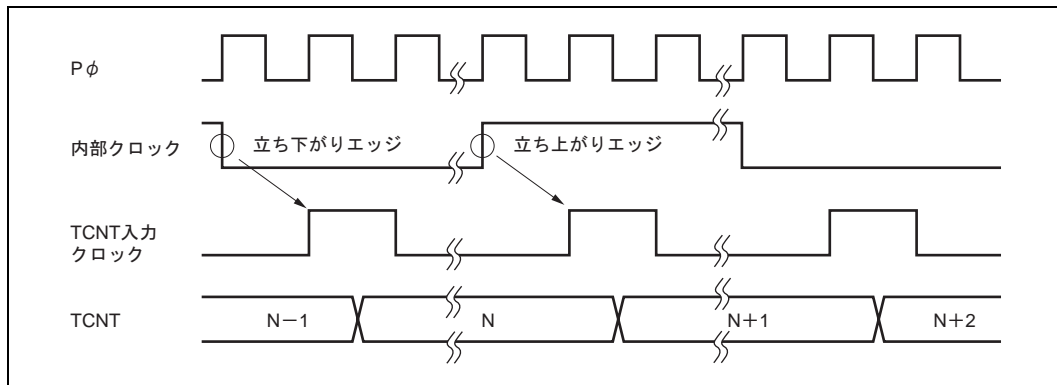 Pφ
内部クロック
立ち下がりエッジ
立ち上がりエッジ
TCNT入力
クロック
TCNT
N−1
N
N+1
N+2